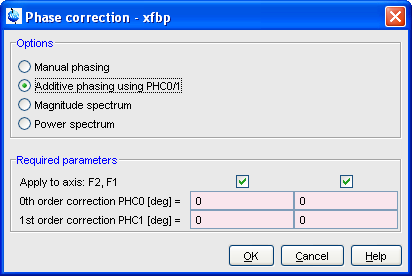 Phase correction - xfbp
Options
Manual phasing
Additive phasing using PHC0/1
Magnitude spectrum
Power spectrum
Required parameters
Apply to axis: F2, F1
0th order correction PHC0 [deg] = 0 0
1st order correction PHC1 [deg] = 0 0
OK Cancel Help